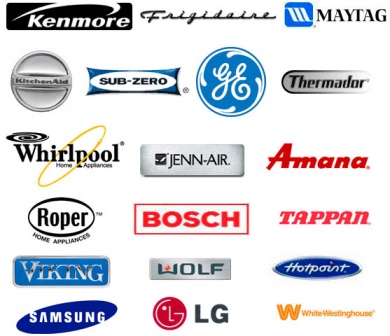 Kenmore
Frigidaire
MAYTAG
KitchenAid
SUB-ZERO®
GE
Thermador
Whirlpool®
Home Appliances
JENN-AIR.
Amana.
Roper™
HOME APPLIANCES
BOSCH
TAPPAN®
VIKING
WOLF
Hotpoint
SAMSUNG
LG
W White-Westinghouse®